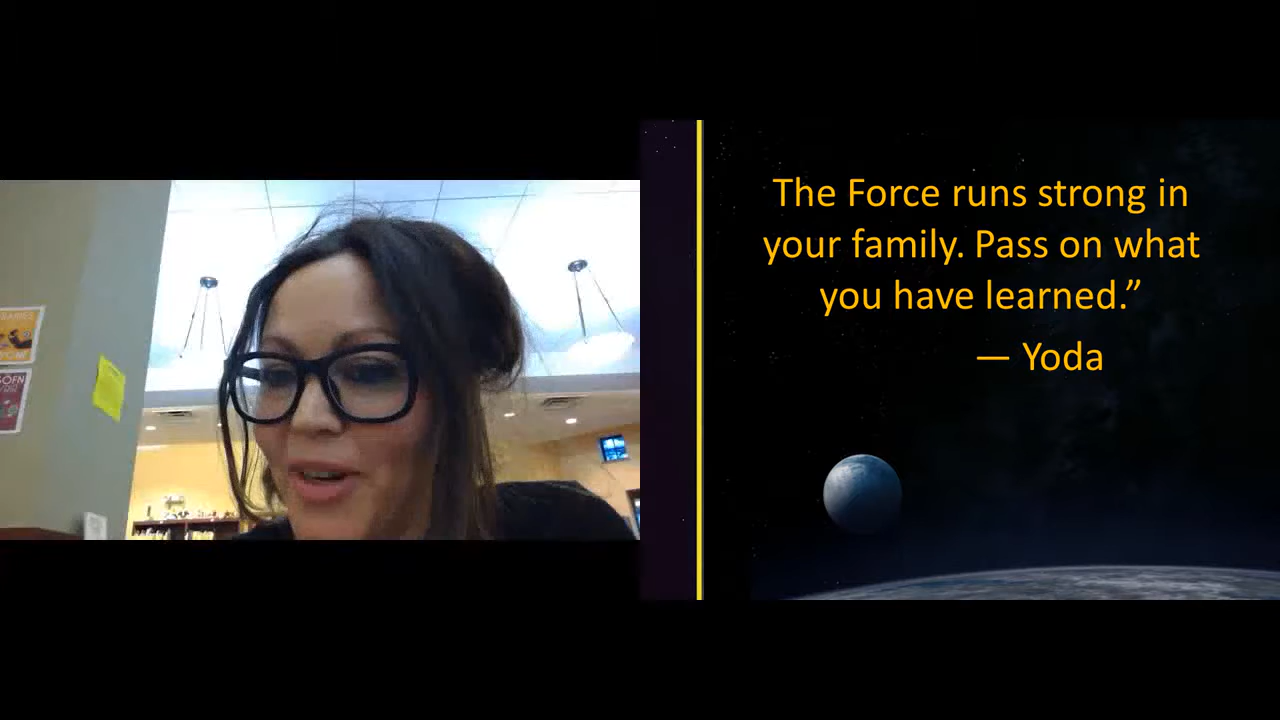 The Force runs strong in
your family. Pass on what
you have learned.”
— Yoda